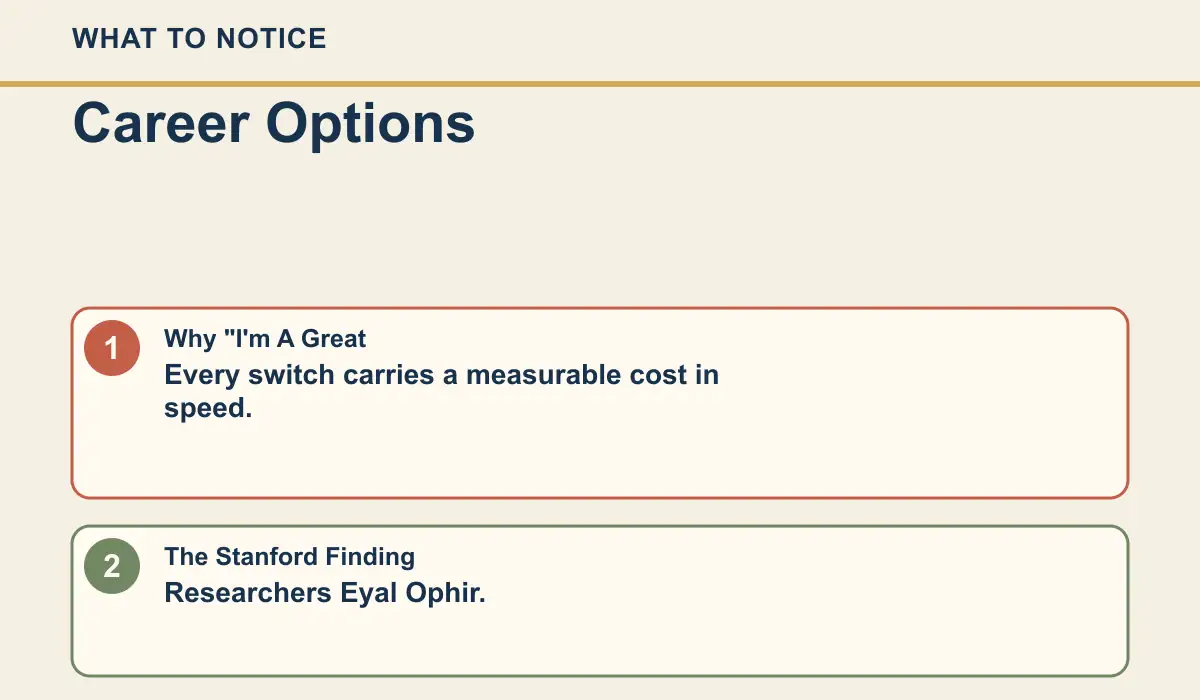 WHAT TO NOTICE
Career Options
1
Why "I'm A Great
Every switch carries a measurable cost in
speed.
2
The Stanford Finding
Researchers Eyal Ophir.